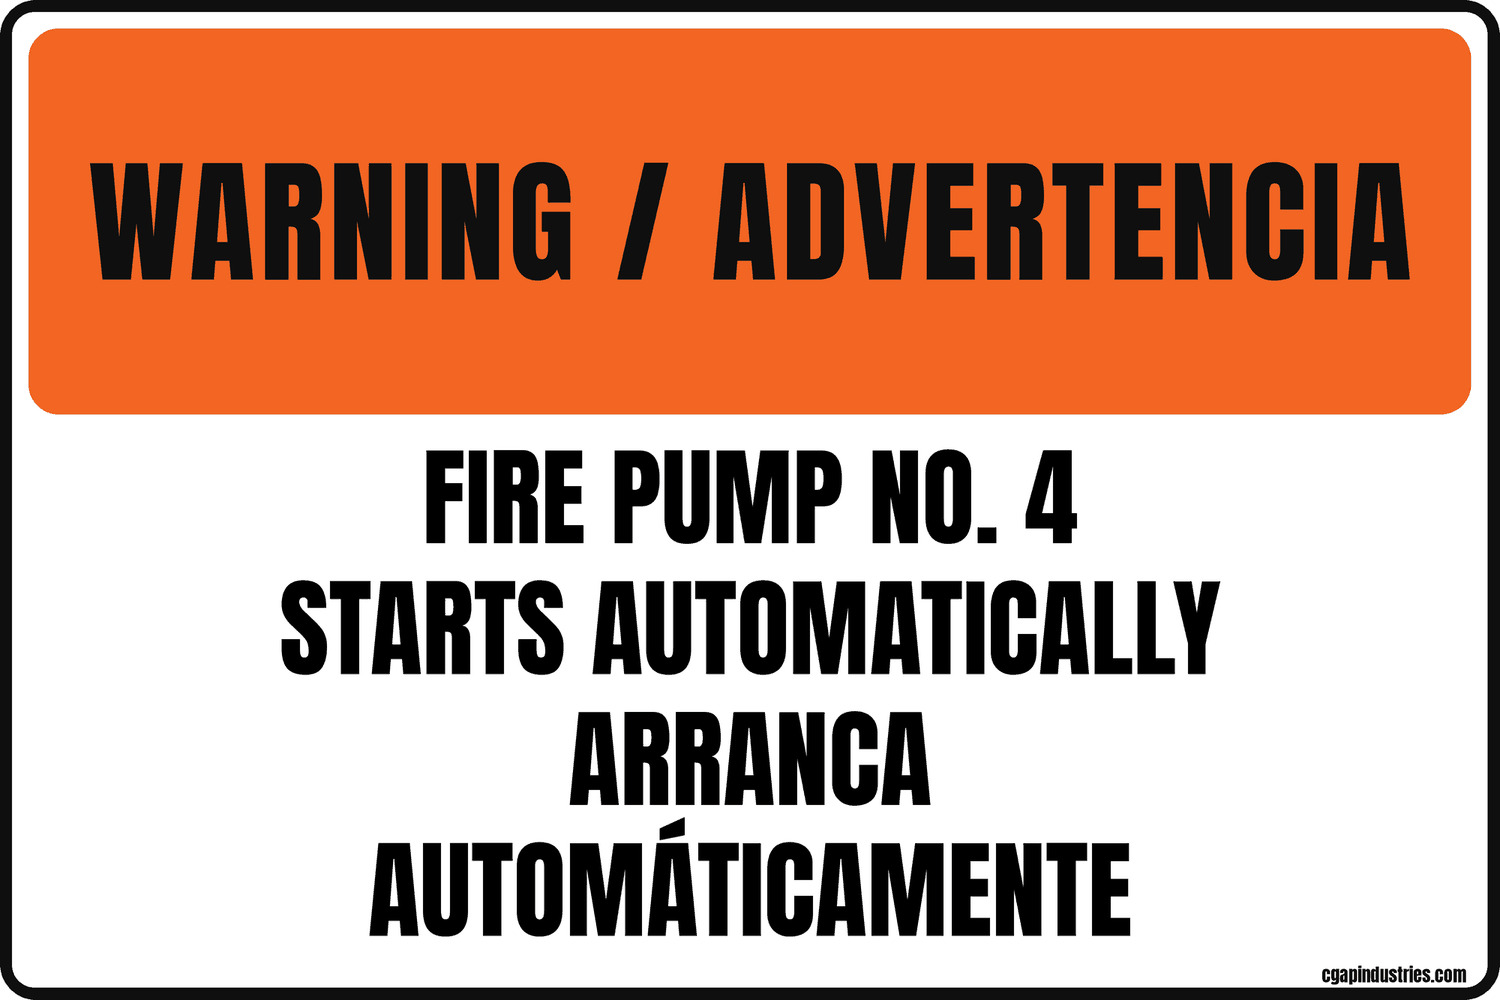 WARNING / ADVERTENCIA
FIRE PUMP NO. 4
STARTS AUTOMATICALLY
ARRANCA
AUTOMÁTICAMENTE
cgapindustries.com